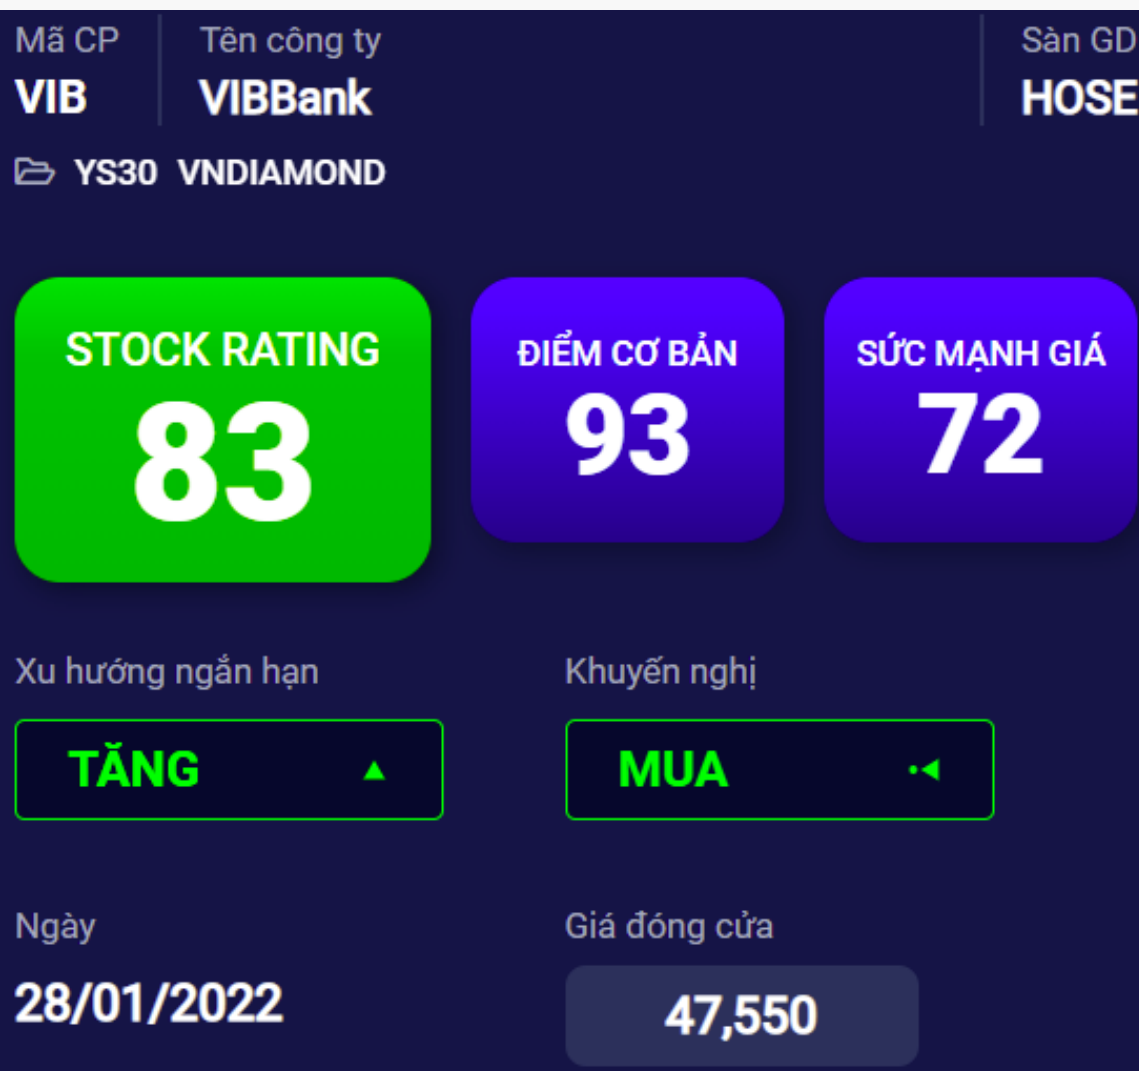 Mã CP Tên công ty Sàn GD
VIB VIBBank HOSE
YS30 VNDIAMOND
STOCK RATING ĐIỂM CƠ BẢN SỨC MẠNH GIÁ
83 93 72
Xu hướng ngắn hạn Khuyến nghị
TĂNG MUA
Ngày Giá đóng cửa
28/01/2022 47,550